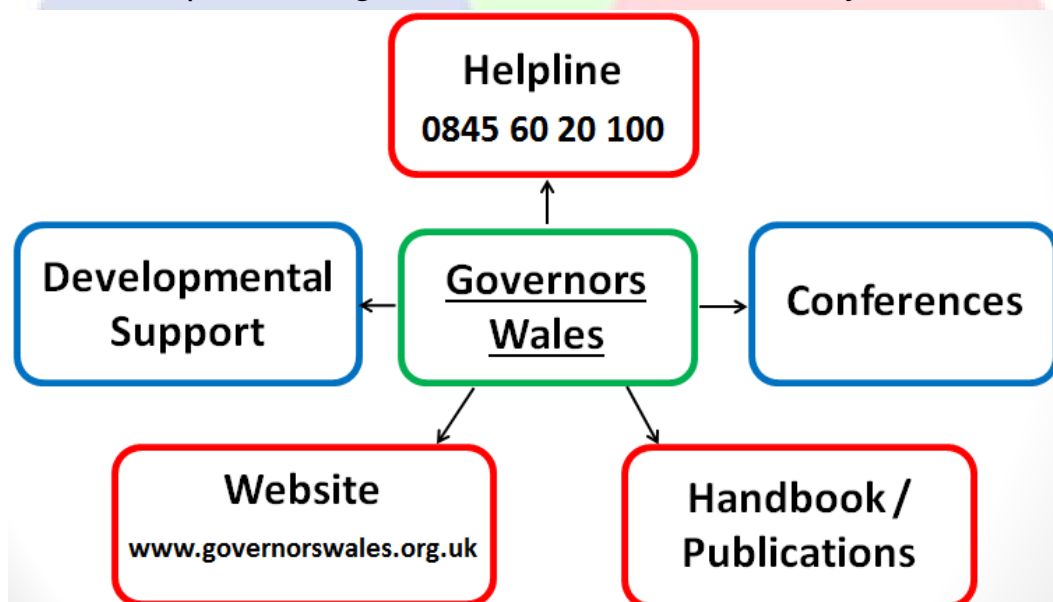 Helpline
0845 60 20 100
Developmental
Support
Governors
Wales
Conferences
Website
www.governorswales.org.uk
Handbook /
Publications